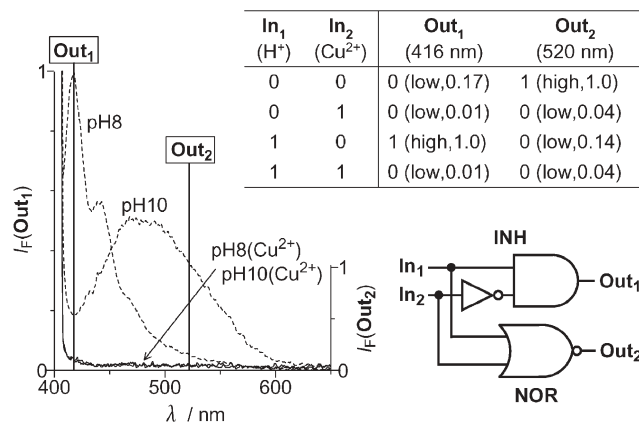 In1 In2 Out1 Out2
(H+) (Cu2+) (416 nm) (520 nm)
0 0 0 (low,0.17) 1 (high,1.0)
0 1 0 (low,0.01) 0 (low,0.04)
1 0 1 (high,1.0) 0 (low,0.14)
1 1 0 (low,0.01) 0 (low,0.04)
Out1
1
pH8
Out2
pH10
pH8(Cu2+)
pH10(Cu2+)
1
IF(Out1)
IF(Out2)
0
0
400 500 600
λ / nm
INH
In1
In2
Out1
Out2
NOR